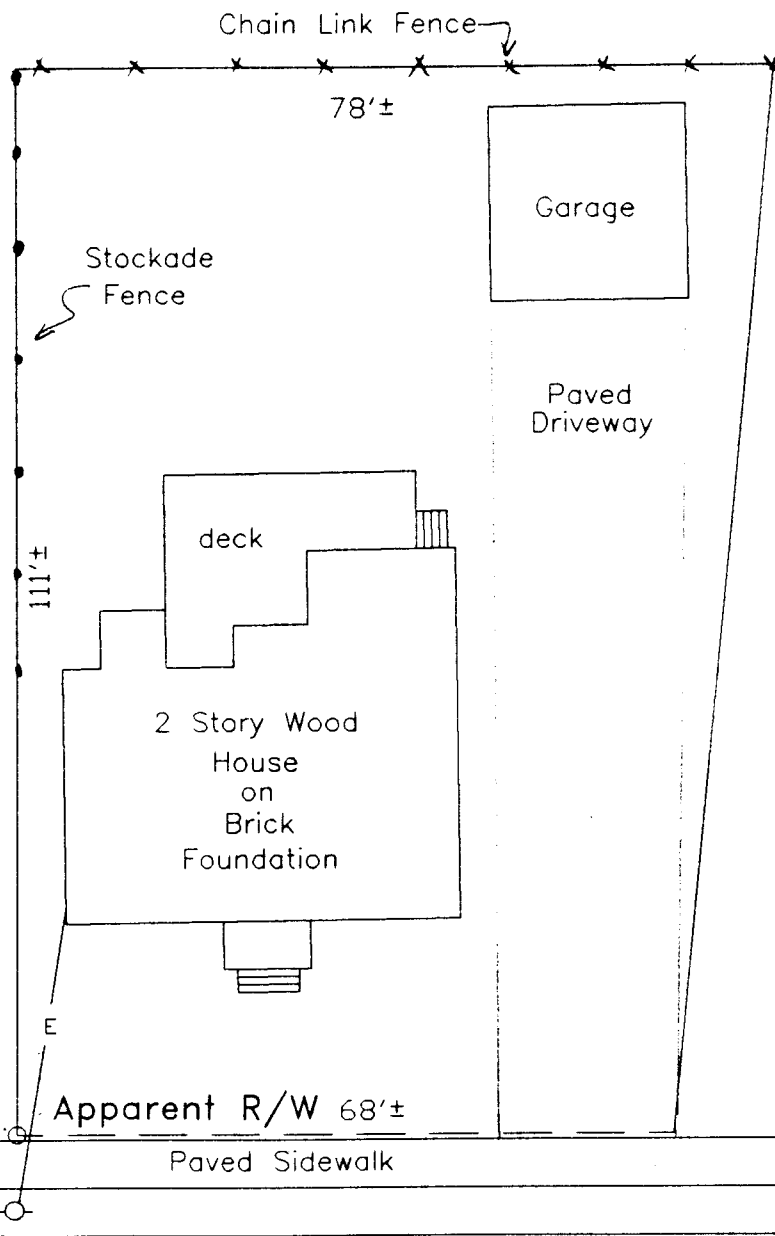 Chain Link Fence
78'±
Garage
Stockade
Fence
Paved
Driveway
deck
111'±
2 Story Wood
House
on
Brick
Foundation
E
Apparent R/W 68'±
Paved Sidewalk